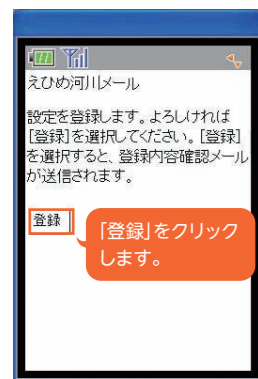 えひめ河川メール
設定を登録します。よろしければ
[登録]を選択してください。[登録]
を選択すると、登録内容確認メール
が送信されます。
登録
「登録」をクリック
します。